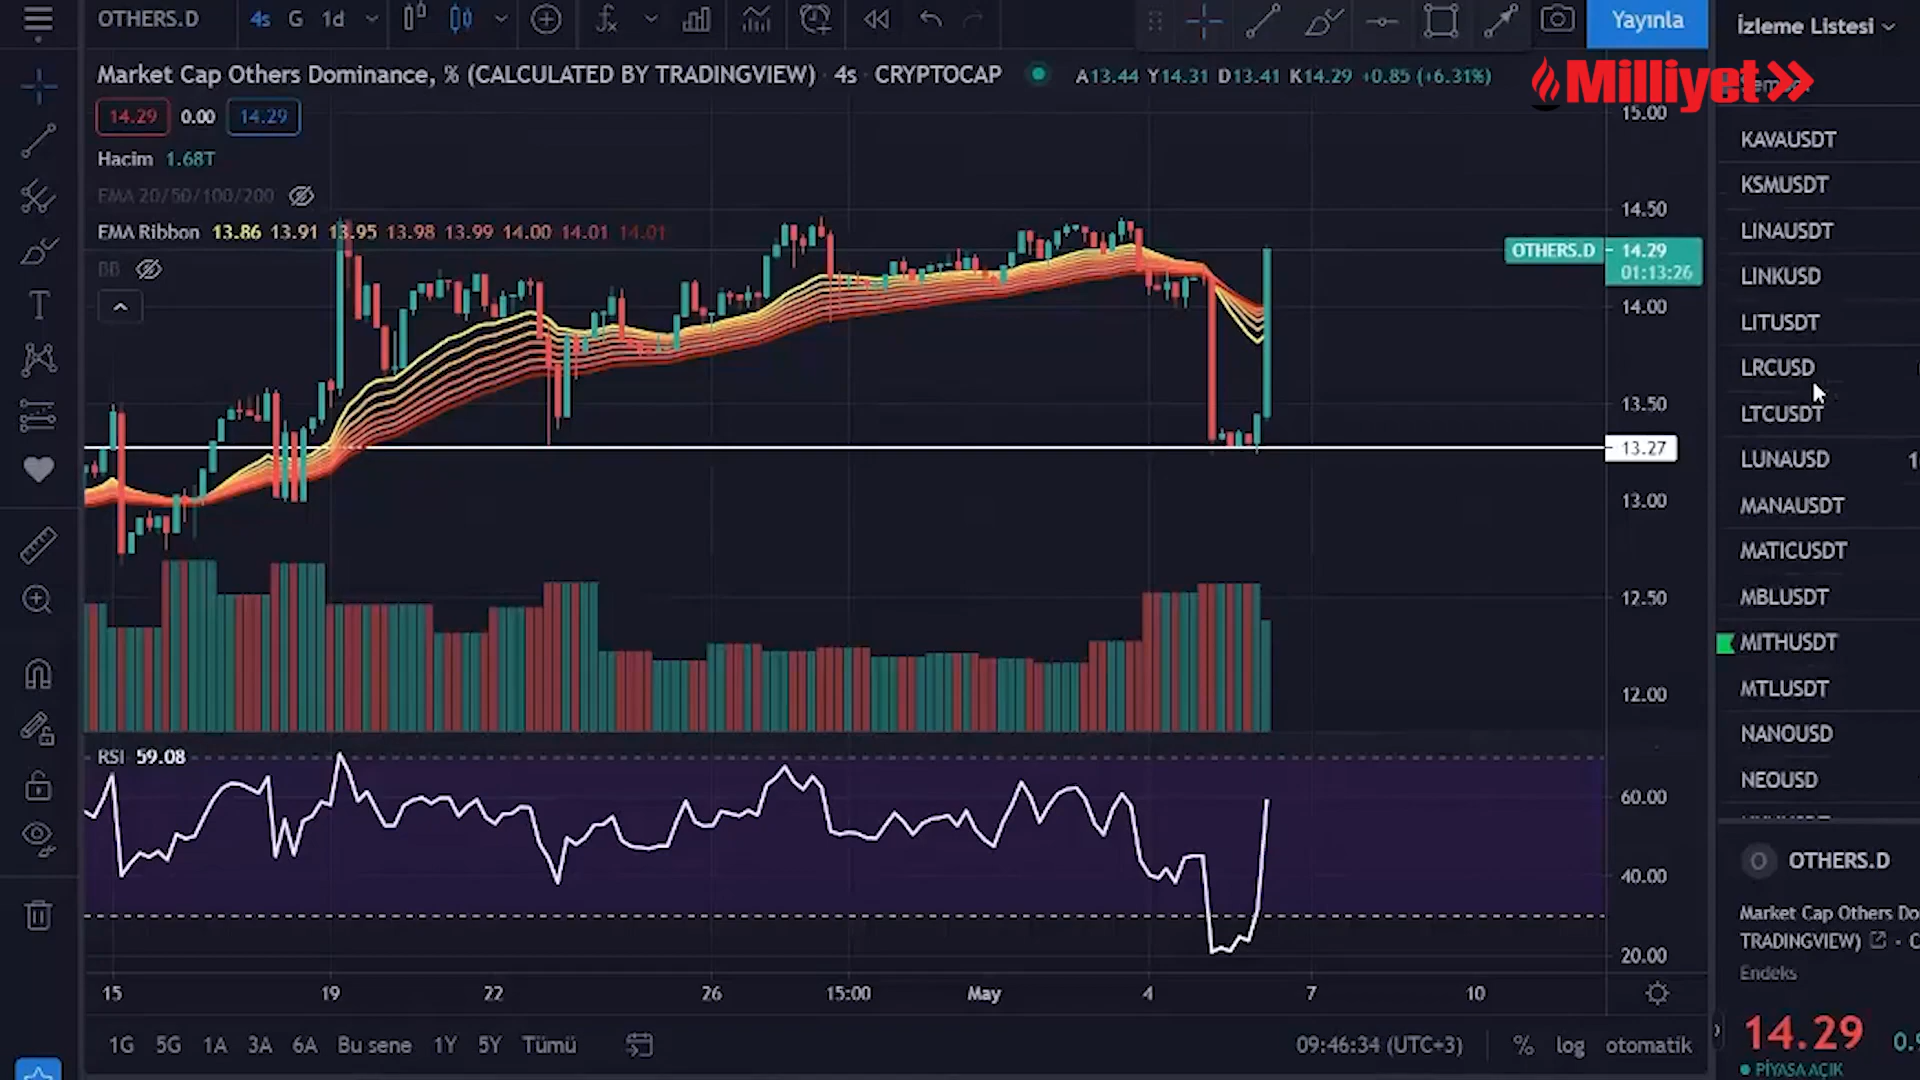 OTHERS.D 4s G 1d Yayınla İzleme Listesi
Market Cap Others Dominance, % (CALCULATED BY TRADINGVIEW) · 4s · CRYPTOCAP A13.44 Y14.31 D13.41 K14.29 +0.85 (+6.31%)
Milliyet
14.29 0.00 14.29
Hacim 1.68T
EMA 20/50/100/200
EMA Ribbon 13.86 13.91 13.95 13.98 13.99 14.00 14.01 14.01
BB
15.00
14.50
OTHERS.D 14.29
01:13:26
14.00
13.50
13.27
13.00
12.50
12.00
RSI 59.08
60.00
40.00
20.00
15 19 22 26 15:00 May 4 7 10
1G 5G 1A 3A 6A Bu sene 1Y 5Y Tümü 09:46:34 (UTC+3) % log otomatik
KAVAUSDT
KSMUSDT
LINAUSDT
LINKUSD
LITUSDT
LRCUSD
LTCUSDT
LUNAUSD 1
MANAUSDT
MATICUSDT
MBLUSDT
MITHUSDT
MTLUSDT
NANOUSD
NEOUSD
O OTHERS.D
Market Cap Others Do
TRADINGVIEW)
Endeks
14.29 0.9
PİYASA AÇIK